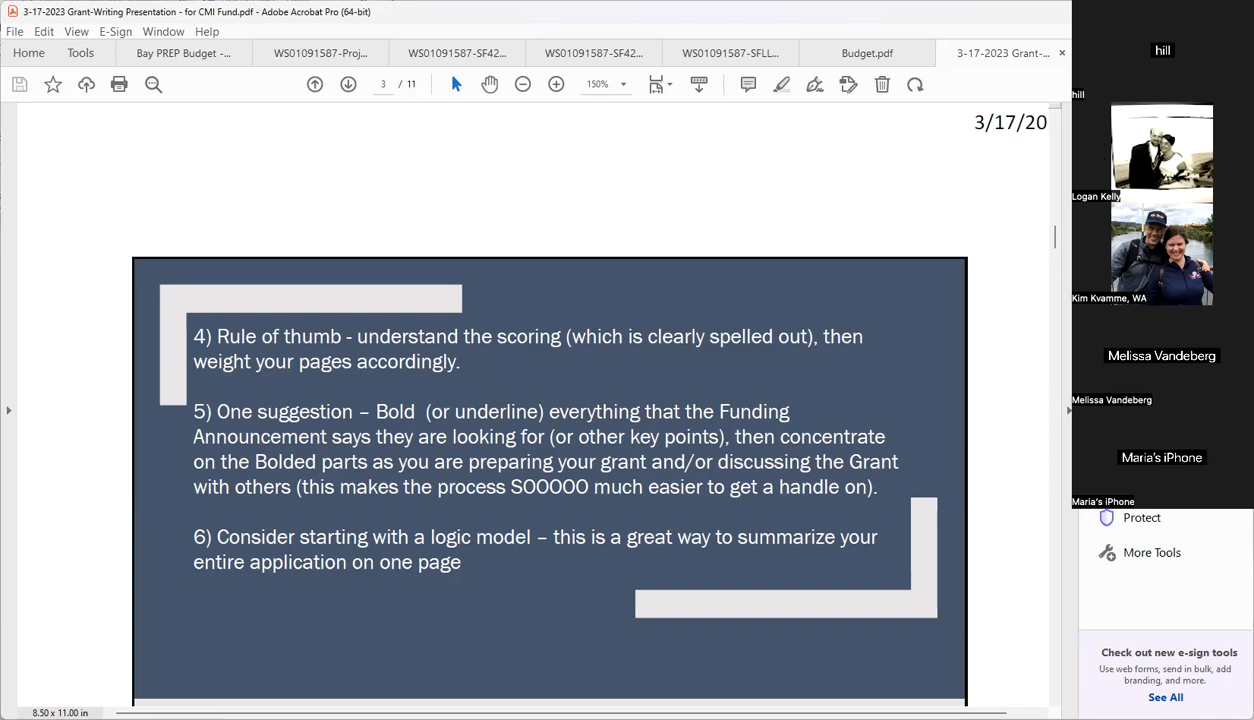 3-17-2023 Grant-Writing Presentation - for CMI Fund.pdf - Adobe Acrobat Pro (64-bit)
File Edit View E-Sign Window Help
Home Tools Bay PREP Budget -... WS01091587-Proj... WS01091587-SF42... WS01091587-SF42... WS01091587-SFLL... Budget.pdf 3-17-2023 Grant-... ×
3 / 11 150%
3/17/20
4) Rule of thumb - understand the scoring (which is clearly spelled out), then
weight your pages accordingly.
5) One suggestion – Bold (or underline) everything that the Funding
Announcement says they are looking for (or other key points), then concentrate
on the Bolded parts as you are preparing your grant and/or discussing the Grant
with others (this makes the process SOOOOO much easier to get a handle on).
6) Consider starting with a logic model – this is a great way to summarize your
entire application on one page
8.50 x 11.00 in
hill
hill
Logan Kelly
Kim Kvamme, WA
Melissa Vandeberg
Melissa Vandeberg
Maria's iPhone
Maria's iPhone
Protect
More Tools
Check out new e-sign tools
Use web forms, send in bulk, add
branding, and more.
See All